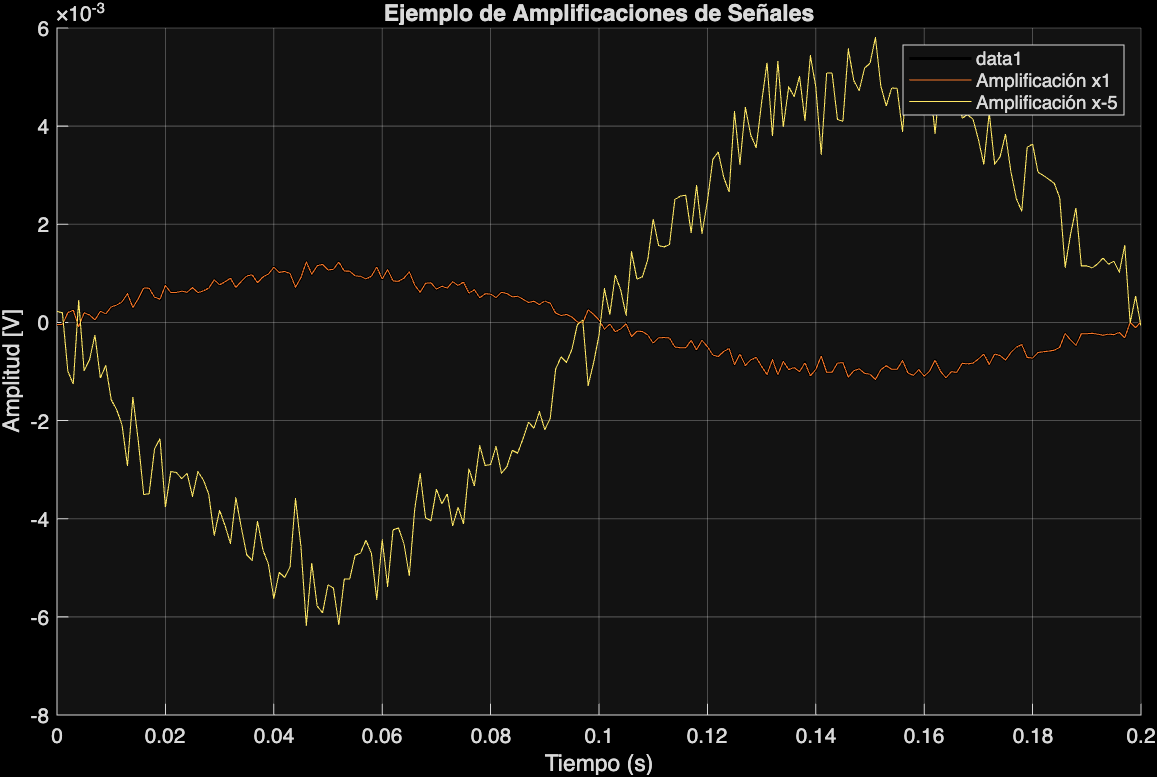 Ejemplo de Amplificaciones de Señales
×10-3
data1
Amplificación x1
Amplificación x-5
6
4
2
0
-2
-4
-6
-8
Amplitud [V]
0 0.02 0.04 0.06 0.08 0.1 0.12 0.14 0.16 0.18 0.2
Tiempo (s)